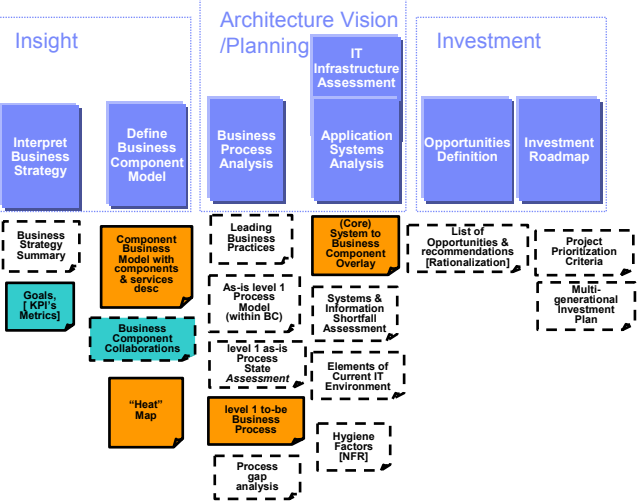 Insight
Architecture Vision
/Planning
Investment
Interpret
Business
Strategy
Define
Business
Component
Model
Business
Process
Analysis
IT
Infrastructure
Assessment
Application
Systems
Analysis
Opportunities
Definition
Investment
Roadmap
Business
Strategy
Summary
Goals,
[ KPI's
Metrics]
Component
Business
Model with
components
& services
desc
Business
Component
Collaborations
“Heat”
Map
Leading
Business
Practices
As-is level 1
Process
Model
(within BC)
level 1 as-is
Process
State
Assessment
level 1 to-be
Business
Process
Process
gap
analysis
(Core)
System to
Business
Component
Overlay
Systems &
Information
Shortfall
Assessment
Elements of
Current IT
Environment
Hygiene
Factors
[NFR]
List of
Opportunities &
recommendations
[Rationalization]
Project
Prioritization
Criteria
Multi-
generational
Investment
Plan